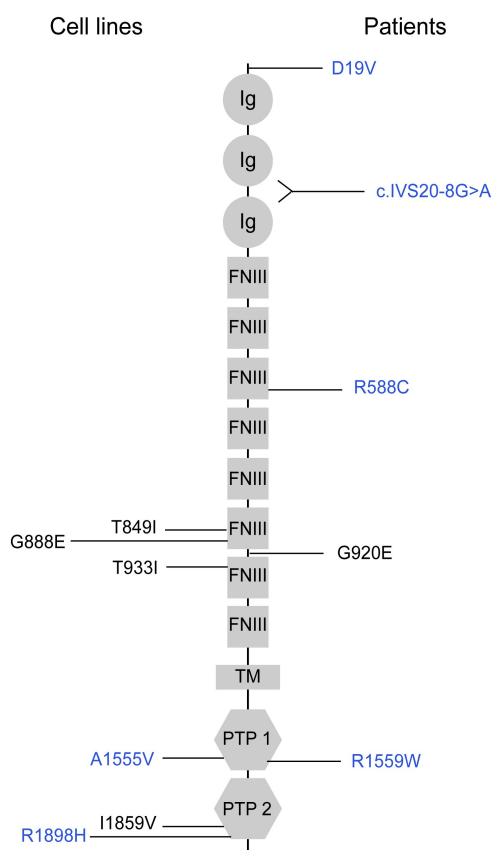 Cell lines
Patients
D19V
Ig
Ig
c.IVS20-8G>A
Ig
FNIII
FNIII
FNIII
R588C
FNIII
FNIII
T849I
FNIII
G888E
G920E
T933I
FNIII
FNIII
TM
PTP 1
A1555V
R1559W
PTP 2
I1859V
R1898H